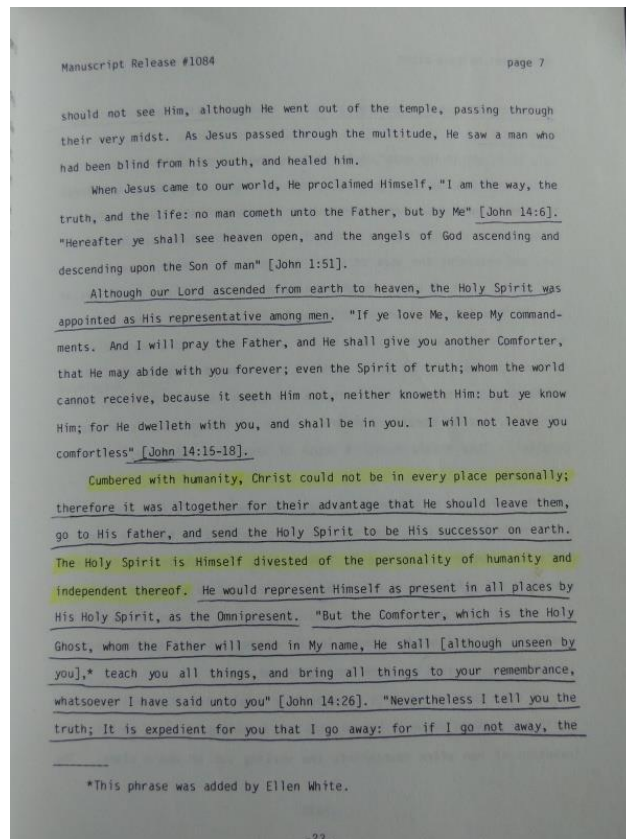 Manuscript Release #1084 page 7
should not see Him, although He went out of the temple, passing through
their very midst. As Jesus passed through the multitude, He saw a man who
had been blind from his youth, and healed him.
When Jesus came to our world, He proclaimed Himself, "I am the way, the
truth, and the life: no man cometh unto the Father, but by Me" [John 14:6].
"Hereafter ye shall see heaven open, and the angels of God ascending and
descending upon the Son of man" [John 1:51].
Although our Lord ascended from earth to heaven, the Holy Spirit was
appointed as His representative among men. "If ye love Me, keep My command-
ments. And I will pray the Father, and He shall give you another Comforter,
that He may abide with you forever; even the Spirit of truth; whom the world
cannot receive, because it seeth Him not, neither knoweth Him: but ye know
Him; for He dwelleth with you, and shall be in you. I will not leave you
comfortless" [John 14:15-18].
Cumbered with humanity, Christ could not be in every place personally;
therefore it was altogether for their advantage that He should leave them,
go to His father, and send the Holy Spirit to be His successor on earth.
The Holy Spirit is Himself divested of the personality of humanity and
independent thereof. He would represent Himself as present in all places by
His Holy Spirit, as the Omnipresent. "But the Comforter, which is the Holy
Ghost, whom the Father will send in My name, He shall [although unseen by
you],* teach you all things, and bring all things to your remembrance,
whatsoever I have said unto you" [John 14:26]. "Nevertheless I tell you the
truth; It is expedient for you that I go away: for if I go not away, the
*This phrase was added by Ellen White.